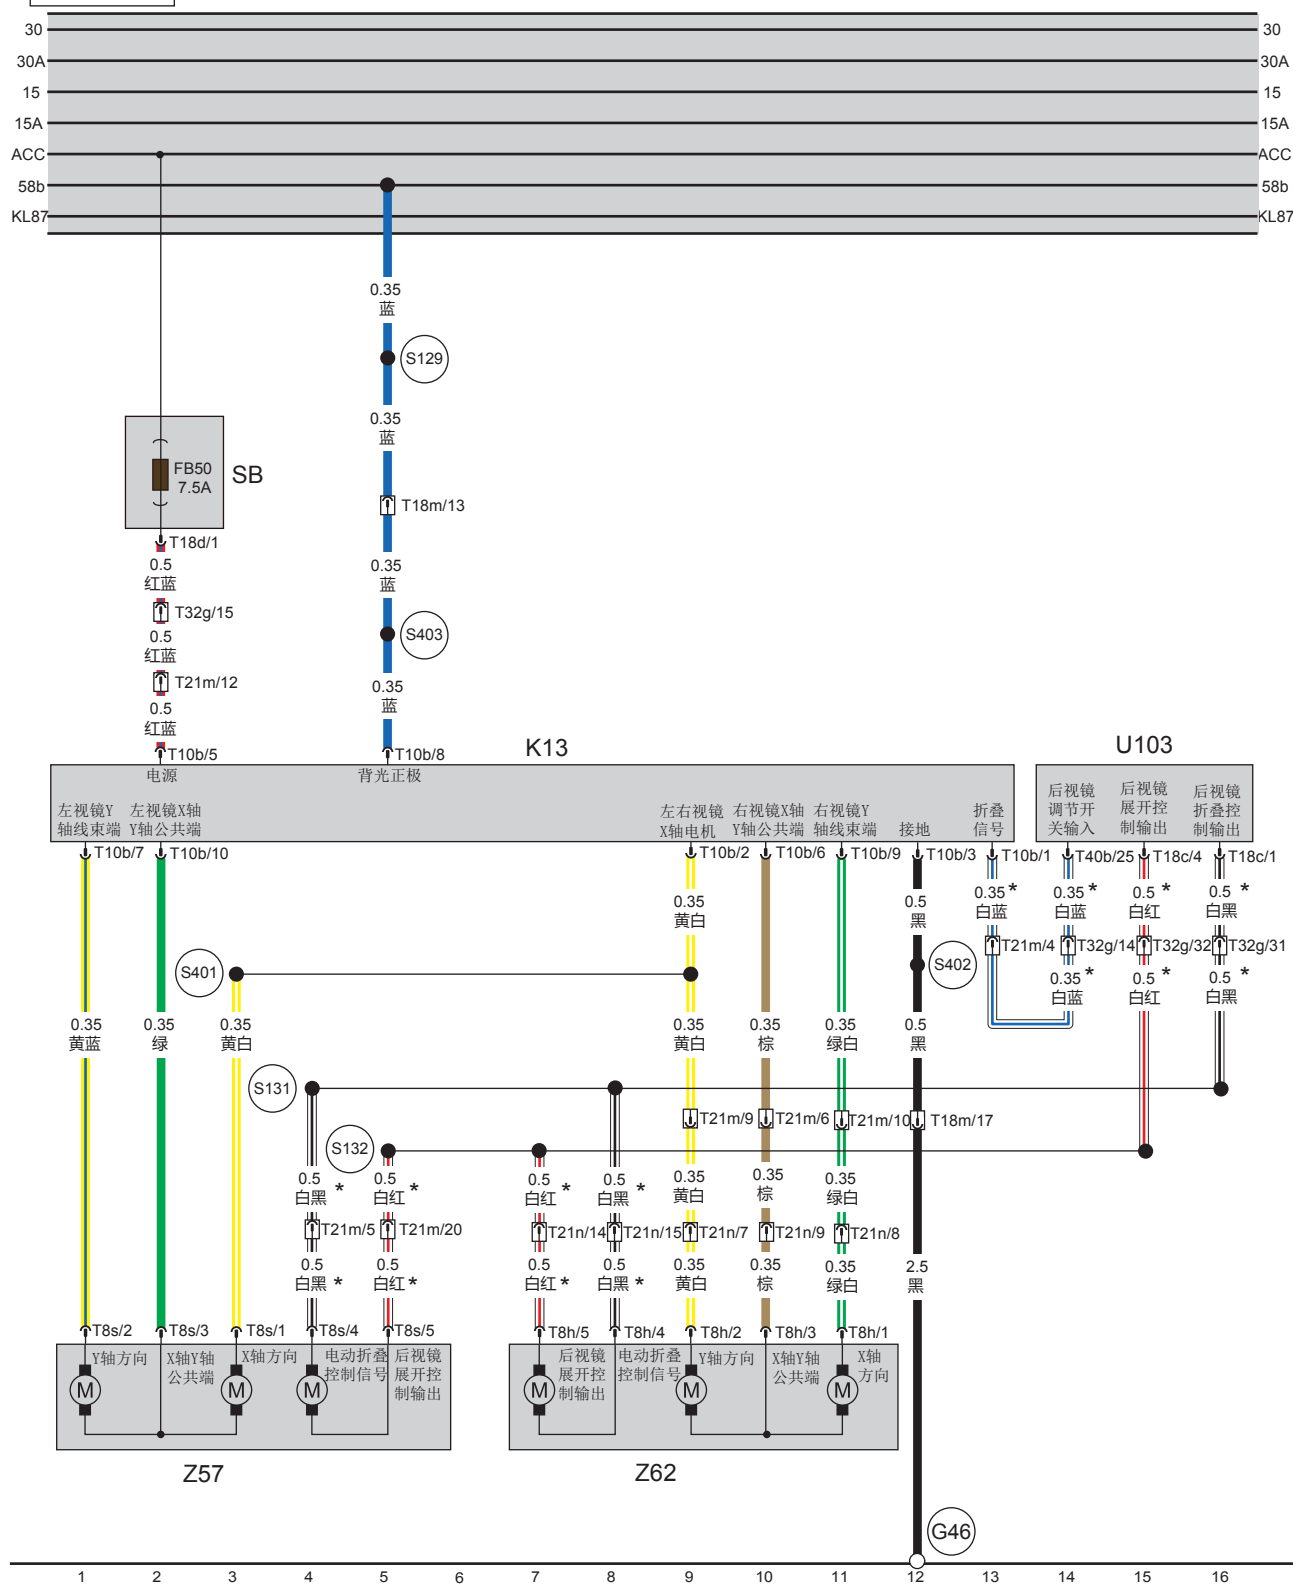 30 30
30A 30A
15 15
15A 15A
ACC ACC
58b 58b
KL87 KL87
0.35
蓝
S129
0.35
蓝
FB50
7.5A
SB
T18m/13
T18d/1
0.5
红蓝
0.35
蓝
T32g/15
0.5
红蓝
S403
T21m/12
0.5
红蓝
0.35
蓝
T10b/5
T10b/8
K13
U103
电源
背光正极
左视镜Y
轴线束端
左视镜X轴
Y轴公共端
左右视镜
X轴电机
右视镜X轴
Y轴公共端
右视镜Y
轴线束端
接地
折叠
信号
后视镜
调节开
关输入
后视镜
展开控
制输出
后视镜
折叠控
制输出
T10b/7 T10b/10 T10b/2 T10b/6 T10b/9 T10b/3 T10b/1 T40b/25 T18c/4 T18c/1
0.35
黄白
0.5
黑
0.35 *
白蓝
0.35 *
白蓝
0.5 *
白红
0.5 *
白黑
T21m/4 T32g/14 T32g/32 T32g/31
S401
S402
0.35 *
白蓝
0.5 *
白红
0.5 *
白黑
0.35
黄蓝
0.35
绿
0.35
黄白
0.35
黄白
0.35
棕
0.35
绿白
0.5
黑
S131
T21m/9 T21m/6 T21m/10 T18m/17
S132
0.5
白黑 *
0.5
白红 *
0.5
白红 *
0.5
白黑 *
0.35
黄白
0.35
棕
0.35
绿白
T21m/5 T21m/20 T21n/14 T21n/15 T21n/7 T21n/9 T21n/8
0.5
白黑 *
0.5
白红 *
0.5
白红 *
0.5
白黑 *
0.35
黄白
0.35
棕
0.35
绿白
2.5
黑
T8s/2 T8s/3 T8s/1 T8s/4 T8s/5 T8h/5 T8h/4 T8h/2 T8h/3 T8h/1
Y轴方向
X轴Y轴
公共端
X轴方向
电动折叠
控制信号
后视镜
展开控
制输出
后视镜
展开控
制输出
电动折叠
控制信号
Y轴方向
X轴Y轴
公共端
X轴
方向
M M M M M M
Z57
Z62
G46
1 2 3 4 5 6 7 8 9 10 11 12 13 14 15 16